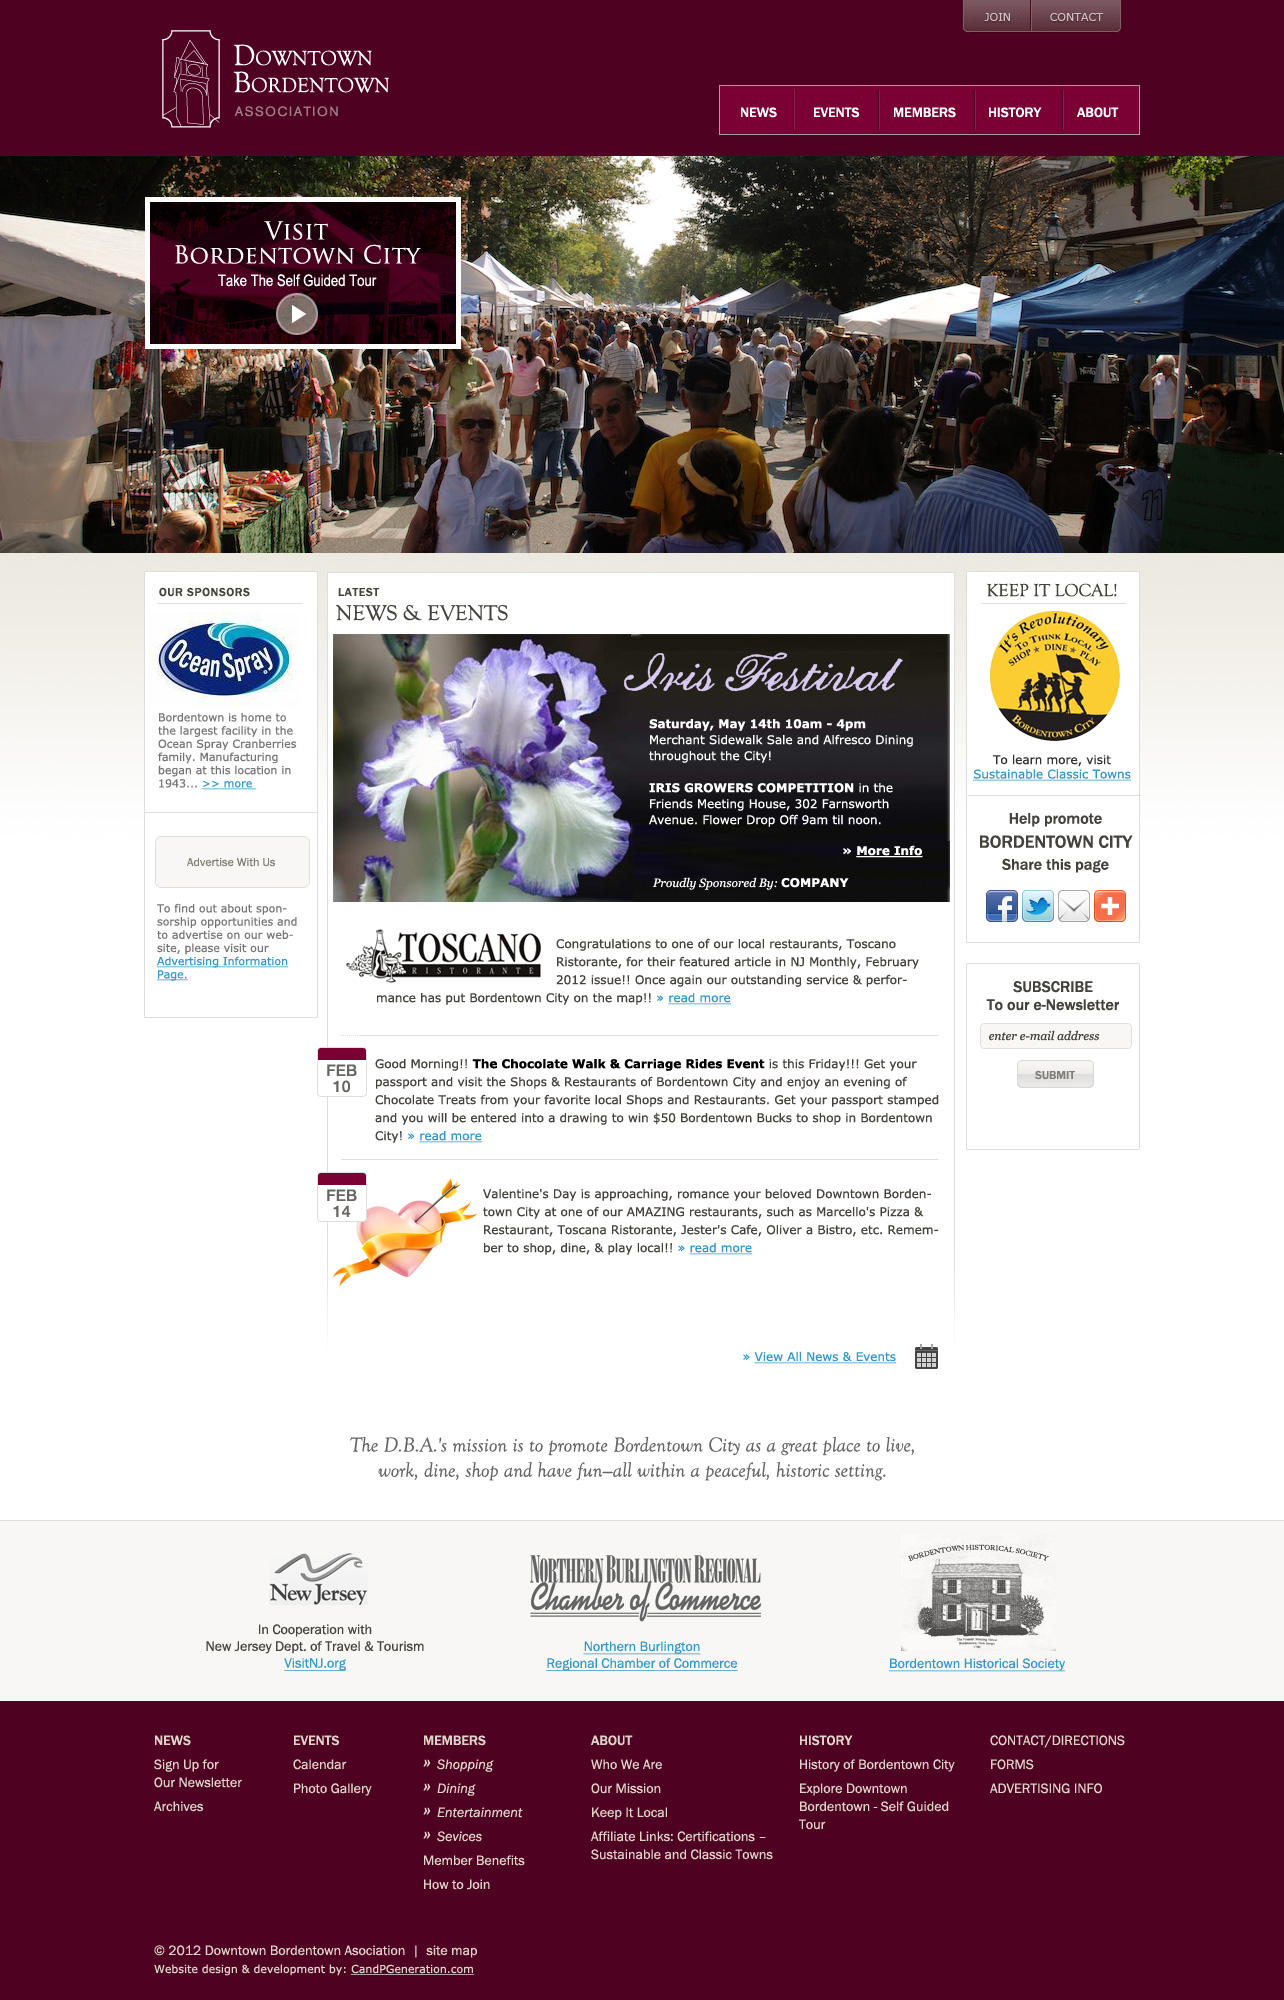 JOIN
CONTACT
DOWNTOWN
BORDENTOWN
ASSOCIATION
NEWS
EVENTS
MEMBERS
HISTORY
ABOUT
VISIT
BORDENTOWN CITY
Take The Self Guided Tour
11
OUR SPONSORS
Ocean Spray
Bordentown is home to
the largest facility in the
Ocean Spray Cranberries
family. Manufacturing
began at this location in
1943... >> more
Advertise With Us
To find out about spon-
sorship opportunities and
to advertise on our web-
site, please visit our
Advertising Information
Page.
LATEST
NEWS & EVENTS
Iris Festival
Saturday, May 14th 10am - 4pm
Merchant Sidewalk Sale and Alfresco Dining
throughout the City!
IRIS GROWERS COMPETITION in the
Friends Meeting House, 302 Farnsworth
Avenue. Flower Drop Off 9am til noon.
» More Info
Proudly Sponsored By: COMPANY
TOSCANO
RISTORANTE
Congratulations to one of our local restaurants, Toscano
Ristorante, for their featured article in NJ Monthly, February
2012 issue!! Once again our outstanding service & perfor-
mance has put Bordentown City on the map!! » read more
FEB
10
Good Morning!! The Chocolate Walk & Carriage Rides Event is this Friday!!! Get your
passport and visit the Shops & Restaurants of Bordentown City and enjoy an evening of
Chocolate Treats from your favorite local Shops and Restaurants. Get your passport stamped
and you will be entered into a drawing to win $50 Bordentown Bucks to shop in Bordentown
City! » read more
FEB
14
Valentine's Day is approaching, romance your beloved Downtown Borden-
town City at one of our AMAZING restaurants, such as Marcello's Pizza &
Restaurant, Toscana Ristorante, Jester's Cafe, Oliver a Bistro, etc. Remem-
ber to shop, dine, & play local!! » read more
» View All News & Events
KEEP IT LOCAL!
It's Revolutionary
TO THINK LOCAL
SHOP ★ DINE ★ PLAY
BORDENTOWN CITY
To learn more, visit
Sustainable Classic Towns
Help promote
BORDENTOWN CITY
Share this page
SUBSCRIBE
To our e-Newsletter
enter e-mail address
SUBMIT
The D.B.A.'s mission is to promote Bordentown City as a great place to live,
work, dine, shop and have fun–all within a peaceful, historic setting.
New Jersey
In Cooperation with
New Jersey Dept. of Travel & Tourism
VisitNJ.org
NORTHERN BURLINGTON REGIONAL
Chamber of Commerce
Northern Burlington
Regional Chamber of Commerce
BORDENTOWN HISTORICAL SOCIETY
Bordentown Historical Society
NEWS
Sign Up for
Our Newsletter
Archives
EVENTS
Calendar
Photo Gallery
MEMBERS
» Shopping
» Dining
» Entertainment
» Sevices
Member Benefits
How to Join
ABOUT
Who We Are
Our Mission
Keep It Local
Affiliate Links: Certifications –
Sustainable and Classic Towns
HISTORY
History of Bordentown City
Explore Downtown
Bordentown - Self Guided
Tour
CONTACT/DIRECTIONS
FORMS
ADVERTISING INFO
© 2012 Downtown Bordentown Asociation | site map
Website design & development by: CandPGeneration.com